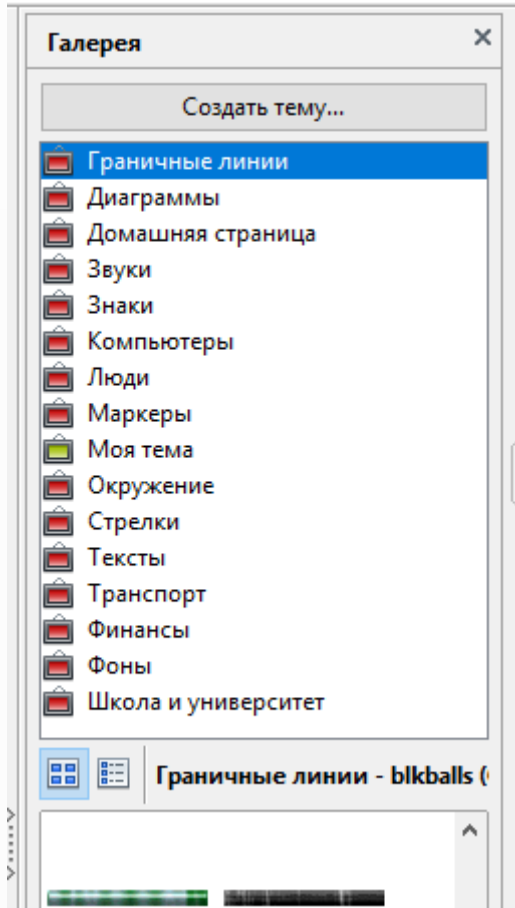 Галерея
Создать тему...
Граничные линии
Диаграммы
Домашняя страница
Звуки
Знаки
Компьютеры
Люди
Маркеры
Моя тема
Окружение
Стрелки
Тексты
Транспорт
Финансы
Фоны
Школа и университет
Граничные линии - blkballs (